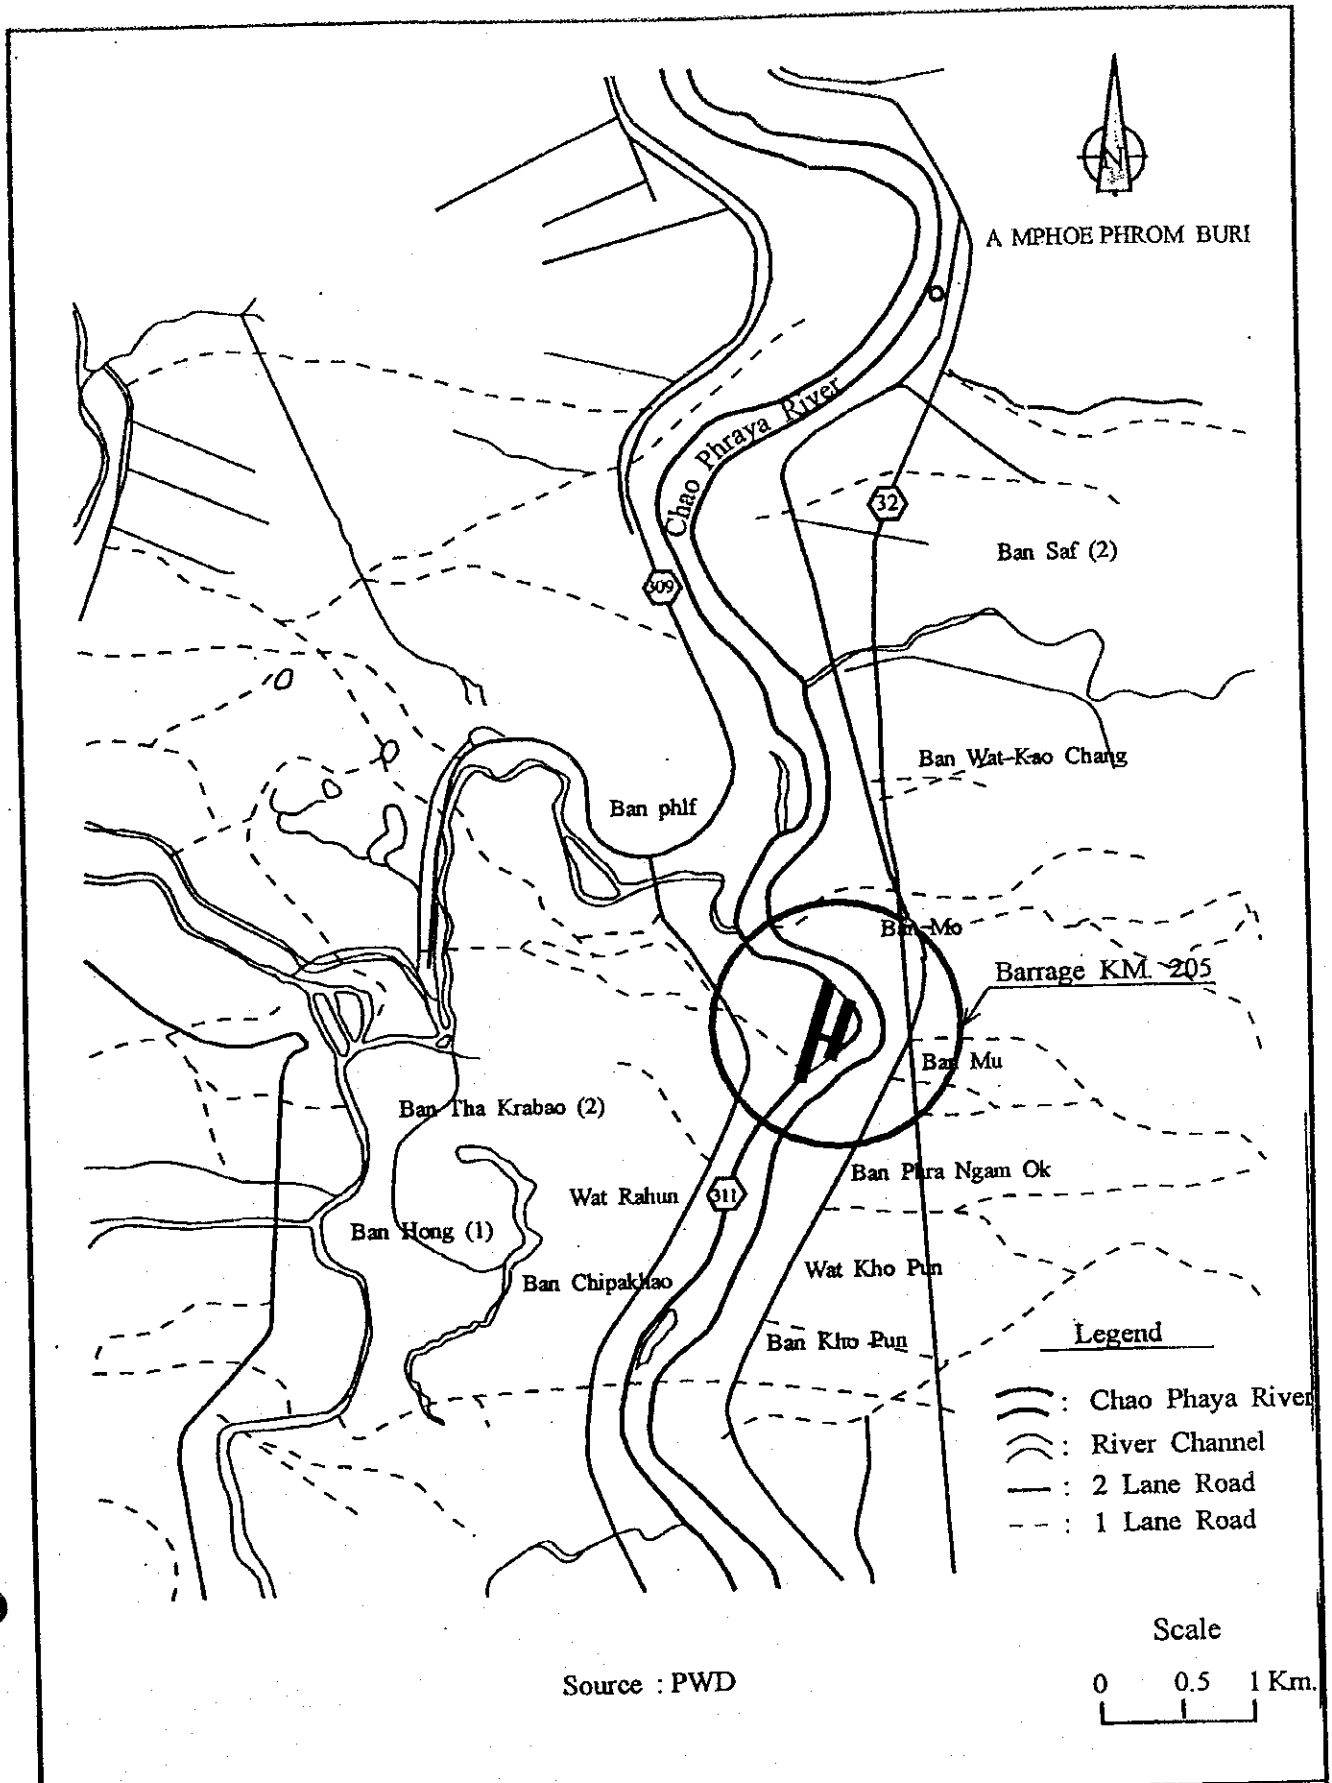 N
A MPHOE PHROM BURI
Chao Phraya River
32
Ban Saf (2)
309
Ban Wat-Kao Chang
Ban phlf
Ban Mo
Barrage KM. 205
Ban Mu
Ban Tha Krabao (2)
Ban Phra Ngam Ok
Wat Rahun
311
Ban Hong (1)
Wat Kho Pun
Ban Chipakhao
Ban Kho Pun
Legend
: Chao Phaya River
: River Channel
: 2 Lane Road
: 1 Lane Road
Scale
0 0.5 1 Km.
Source : PWD